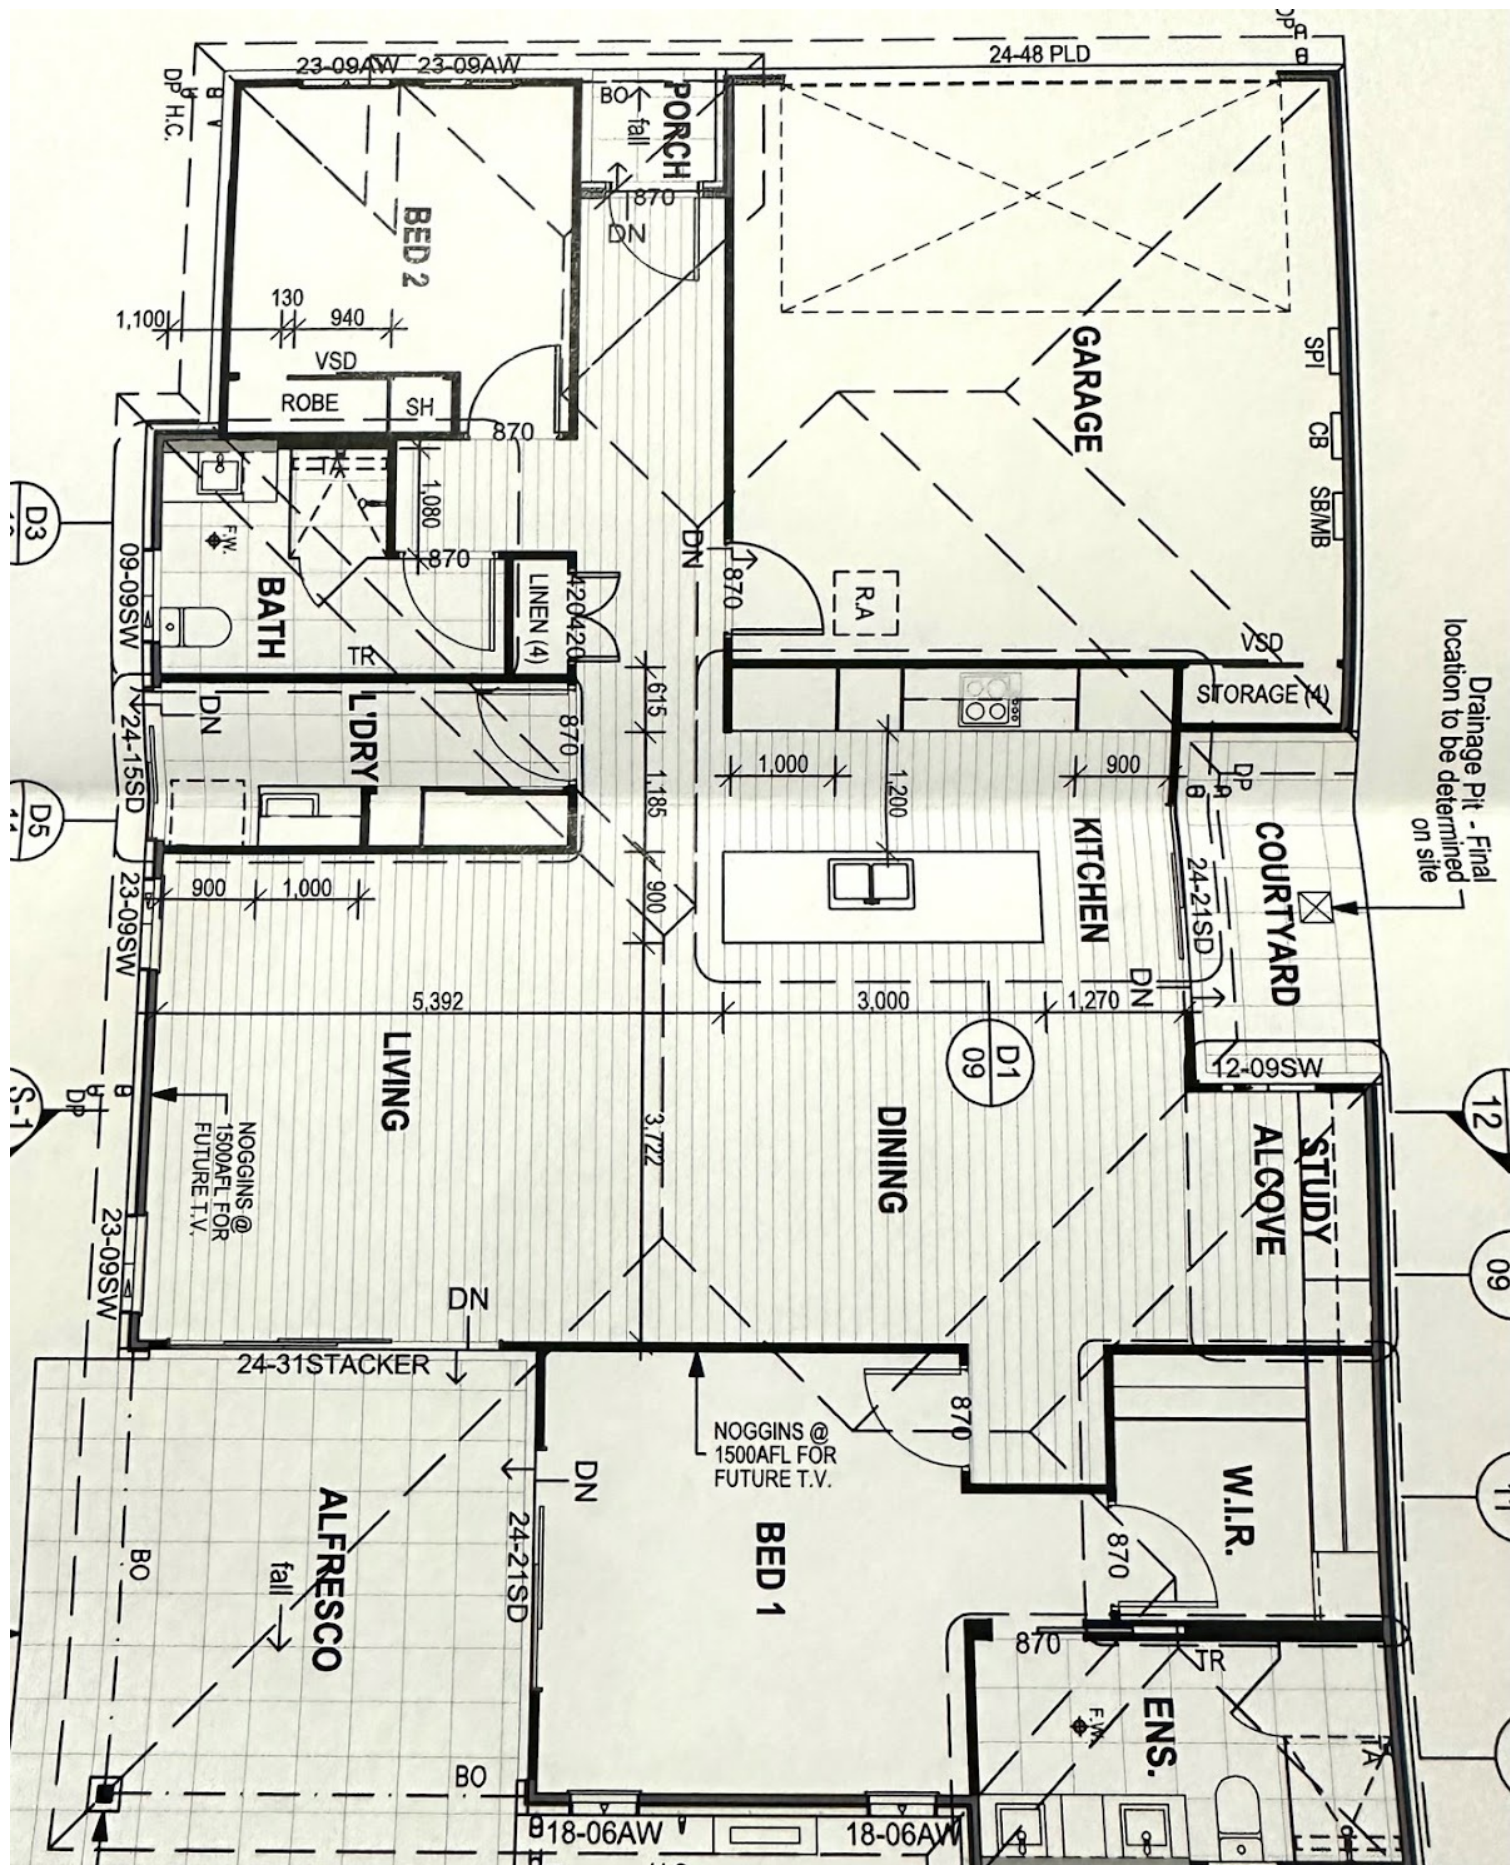 24-48 PLD
DP
23-09AW
23-09AW
DP H.C.
BO
fall
PORCH
870
DN
BED 2
130
1,100
940
VSD
ROBE
SH
870
GARAGE
SPI
CB
SB/MB
TA
1,080
F.W.
870
D3
09-09SW
BATH
TR
LINEN (4)
420
420
DN
870
R.A
VSD
STORAGE (4)
Drainage Pit - Final
location to be determined
on site
DN
L'DRY
870
615
24-15SD
D5
11
1,000
1,200
900
1,185
DP
KITCHEN
COURTYARD
24-21SD
900
1,000
900
23-09SW
DN
5,392
3,000
1,270
D1
09
LIVING
DINING
12-09SW
12
STUDY
ALCOVE
S-1
DP
NOGGINS @
1500AFL FOR
FUTURE T.V.
3,722
09
23-09SW
DN
24-31STACKER
870
NOGGINS @
1500AFL FOR
FUTURE T.V.
DN
W.I.R.
11
ALFRESCO
fall
BO
24-21SD
BED 1
870
870
TR
F.W.
ENS.
TA
BO
18-06AW
18-06AW